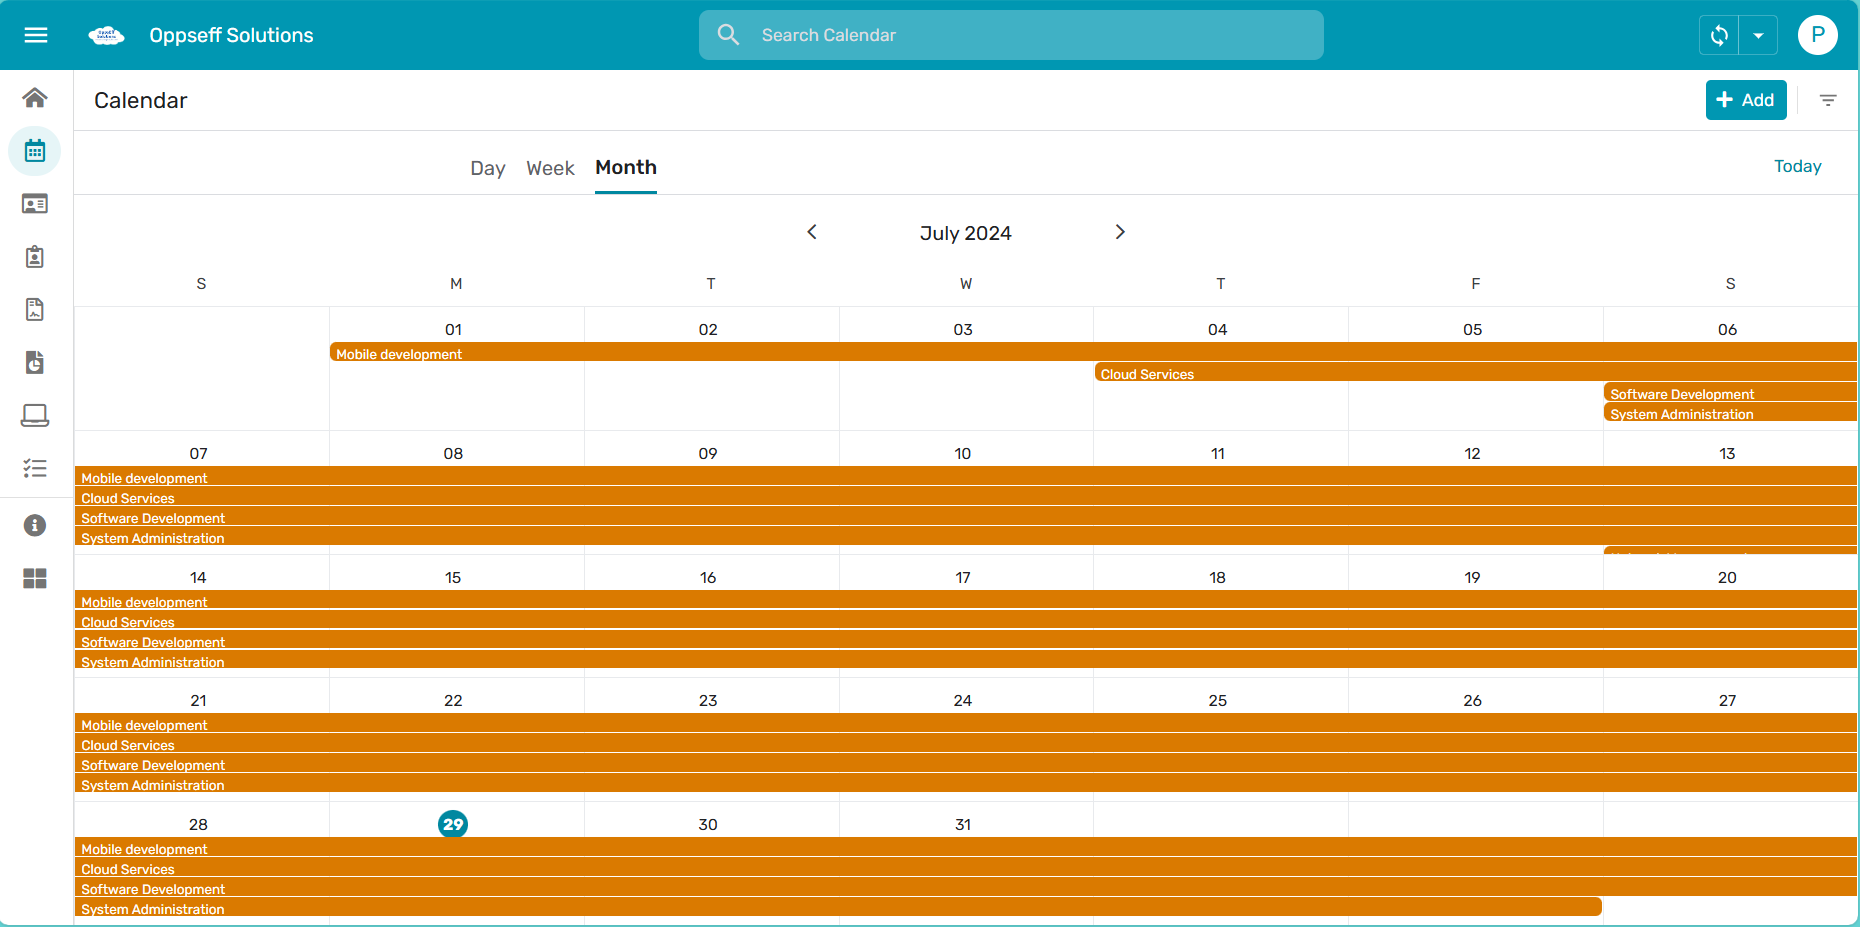 Oppseff Solutions
Search Calendar
P
Calendar
Add
Day Week Month
Today
July 2024
S M T W T F S
01 02 03 04 05 06
Mobile development
Cloud Services
Software Development
System Administration
07 08 09 10 11 12 13
Mobile development
Cloud Services
Software Development
System Administration
14 15 16 17 18 19 20
Mobile development
Cloud Services
Software Development
System Administration
21 22 23 24 25 26 27
Mobile development
Cloud Services
Software Development
System Administration
28 29 30 31
Mobile development
Cloud Services
Software Development
System Administration